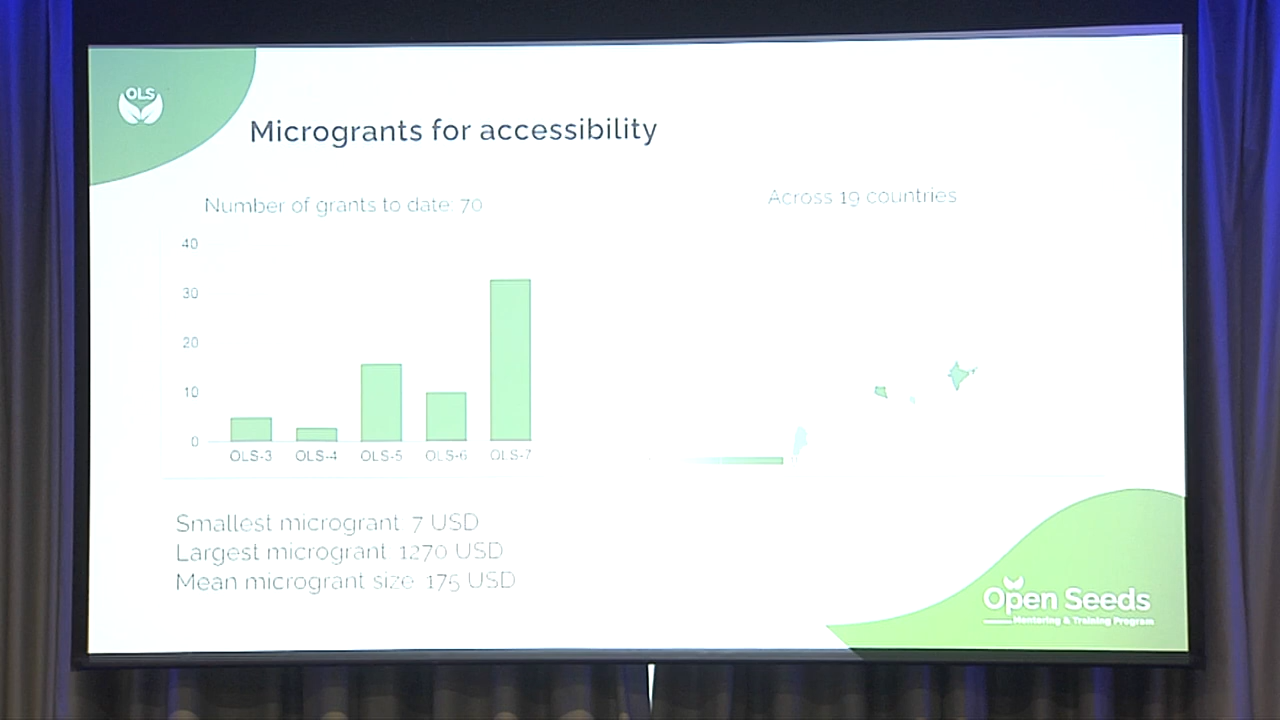 OLS
Microgrants for accessibility
Number of grants to date: 70
Across 19 countries
40
30
20
10
0
OLS-3 OLS-4 OLS-5 OLS-6 OLS-7
Smallest microgrant 7 USD
Largest microgrant 1270 USD
Mean microgrant size 175 USD
Open Seeds
Mentoring & Training Program